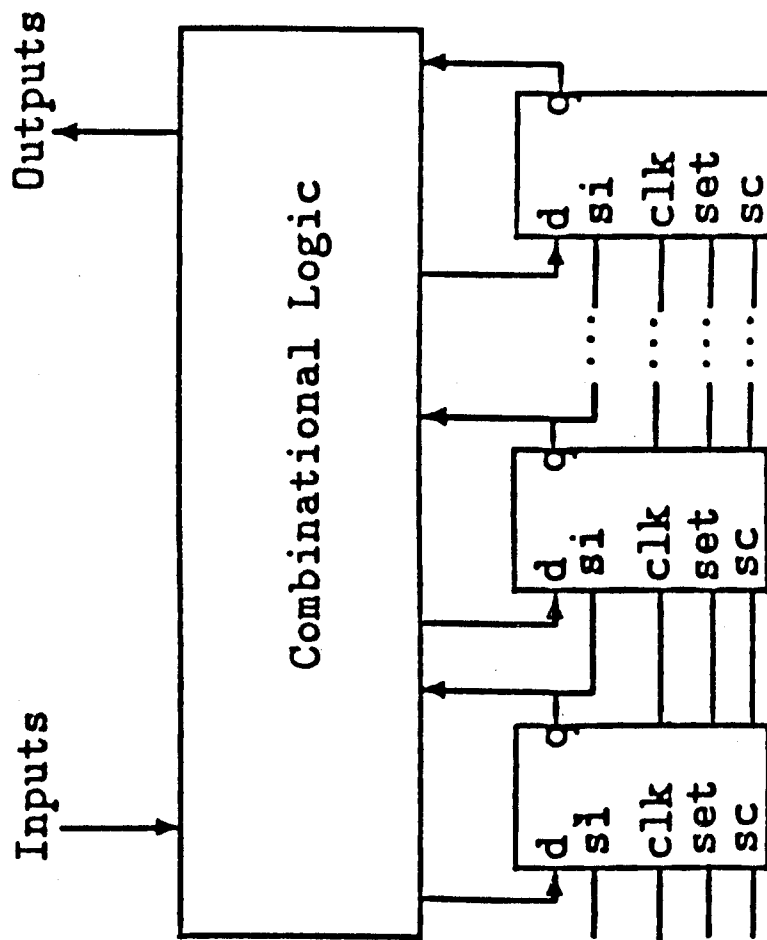 Inputs
Outputs
Combinational Logic
d q
si
clk
set
sc
d q
si
clk
set
sc
...
...
...
...
d q
si
clk
set
sc